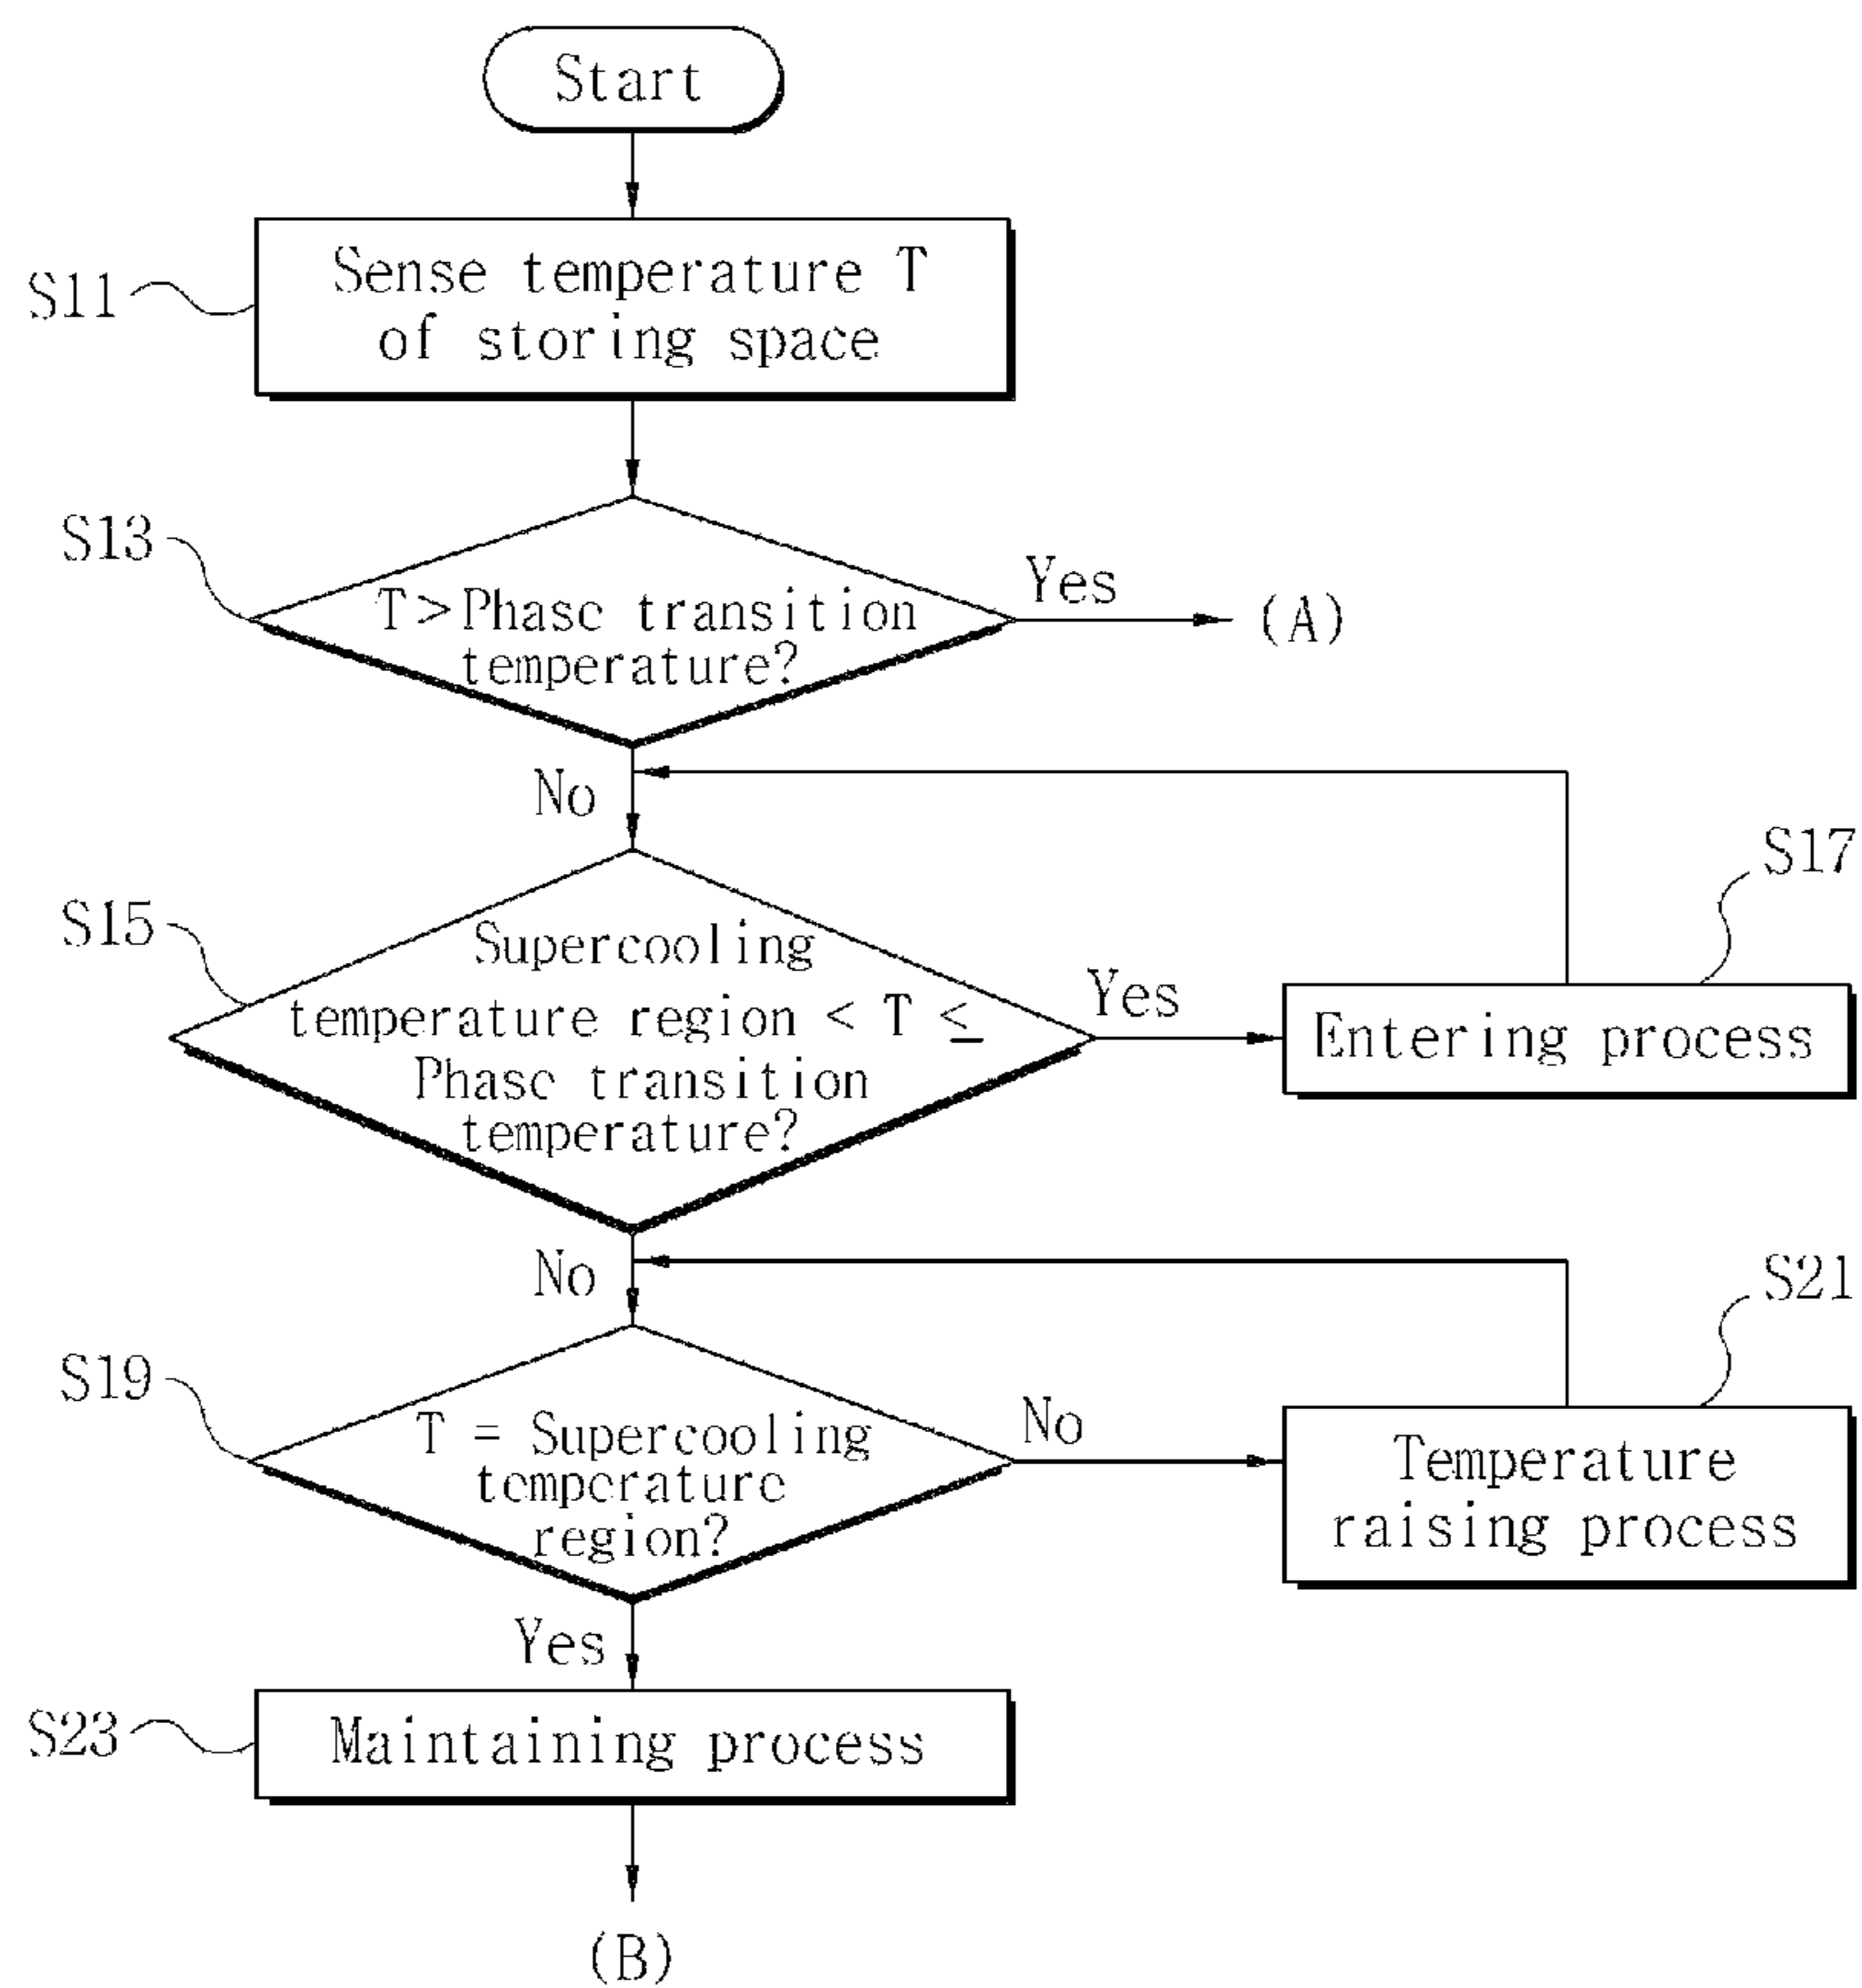 Start
S11
Sense temperature T
of storing space
S13
T>Phase transition
temperature?
Yes
(A)
No
S15
Supercooling
temperature region < T ≤
Phase transition
temperature?
Yes
S17
Entering process
No
S19
T = Supercooling
temperature
region?
No
S21
Temperature
raising process
Yes
S23
Maintaining process
(B)